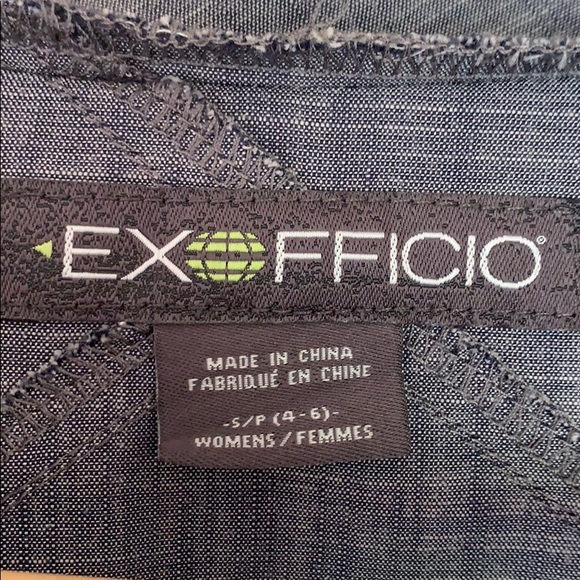 EXOFFICIO®
MADE IN CHINA
FABRIQUÉ EN CHINE
-S/P (4-6)-
WOMENS/FEMMES